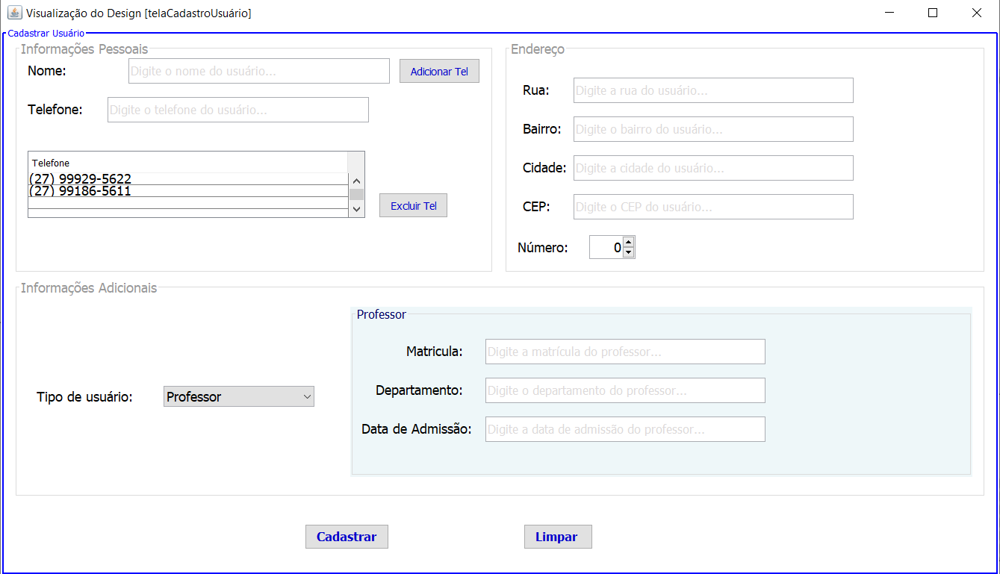 Visualização do Design [telaCadastroUsuário]
Cadastrar Usuário
Informações Pessoais
Nome: Digite o nome do usuário... Adicionar Tel
Telefone: Digite o telefone do usuário...
Telefone
(27) 99929-5622
(27) 99186-5611
Excluir Tel
Endereço
Rua: Digite a rua do usuário...
Bairro: Digite o bairro do usuário...
Cidade: Digite a cidade do usuário...
CEP: Digite o CEP do usuário...
Número: 0
Informações Adicionais
Tipo de usuário: Professor
Professor
Matricula: Digite a matrícula do professor...
Departamento: Digite o departamento do professor...
Data de Admissão: Digite a data de admissão do professor...
Cadastrar Limpar